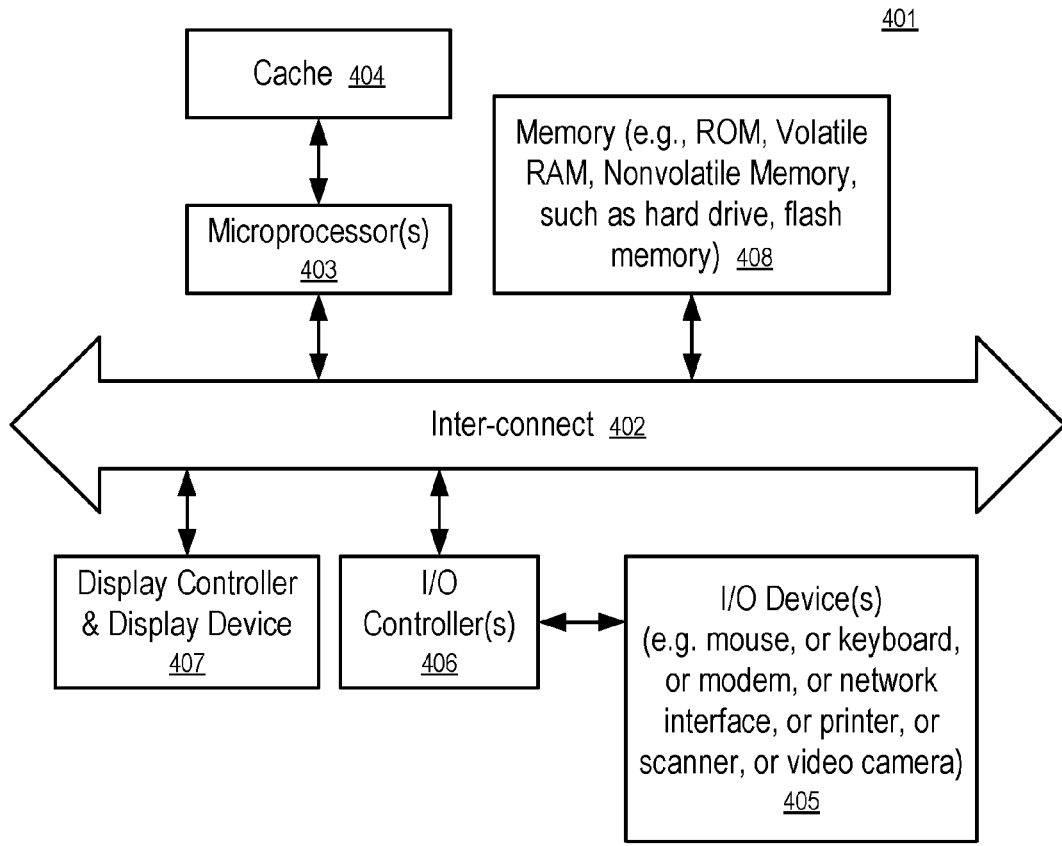 401
Cache 404
Memory (e.g., ROM, Volatile
RAM, Nonvolatile Memory,
such as hard drive, flash
memory) 408
Microprocessor(s)
403
Inter-connect 402
Display Controller
& Display Device
407
I/O
Controller(s)
406
I/O Device(s)
(e.g. mouse, or keyboard,
or modem, or network
interface, or printer, or
scanner, or video camera)
405